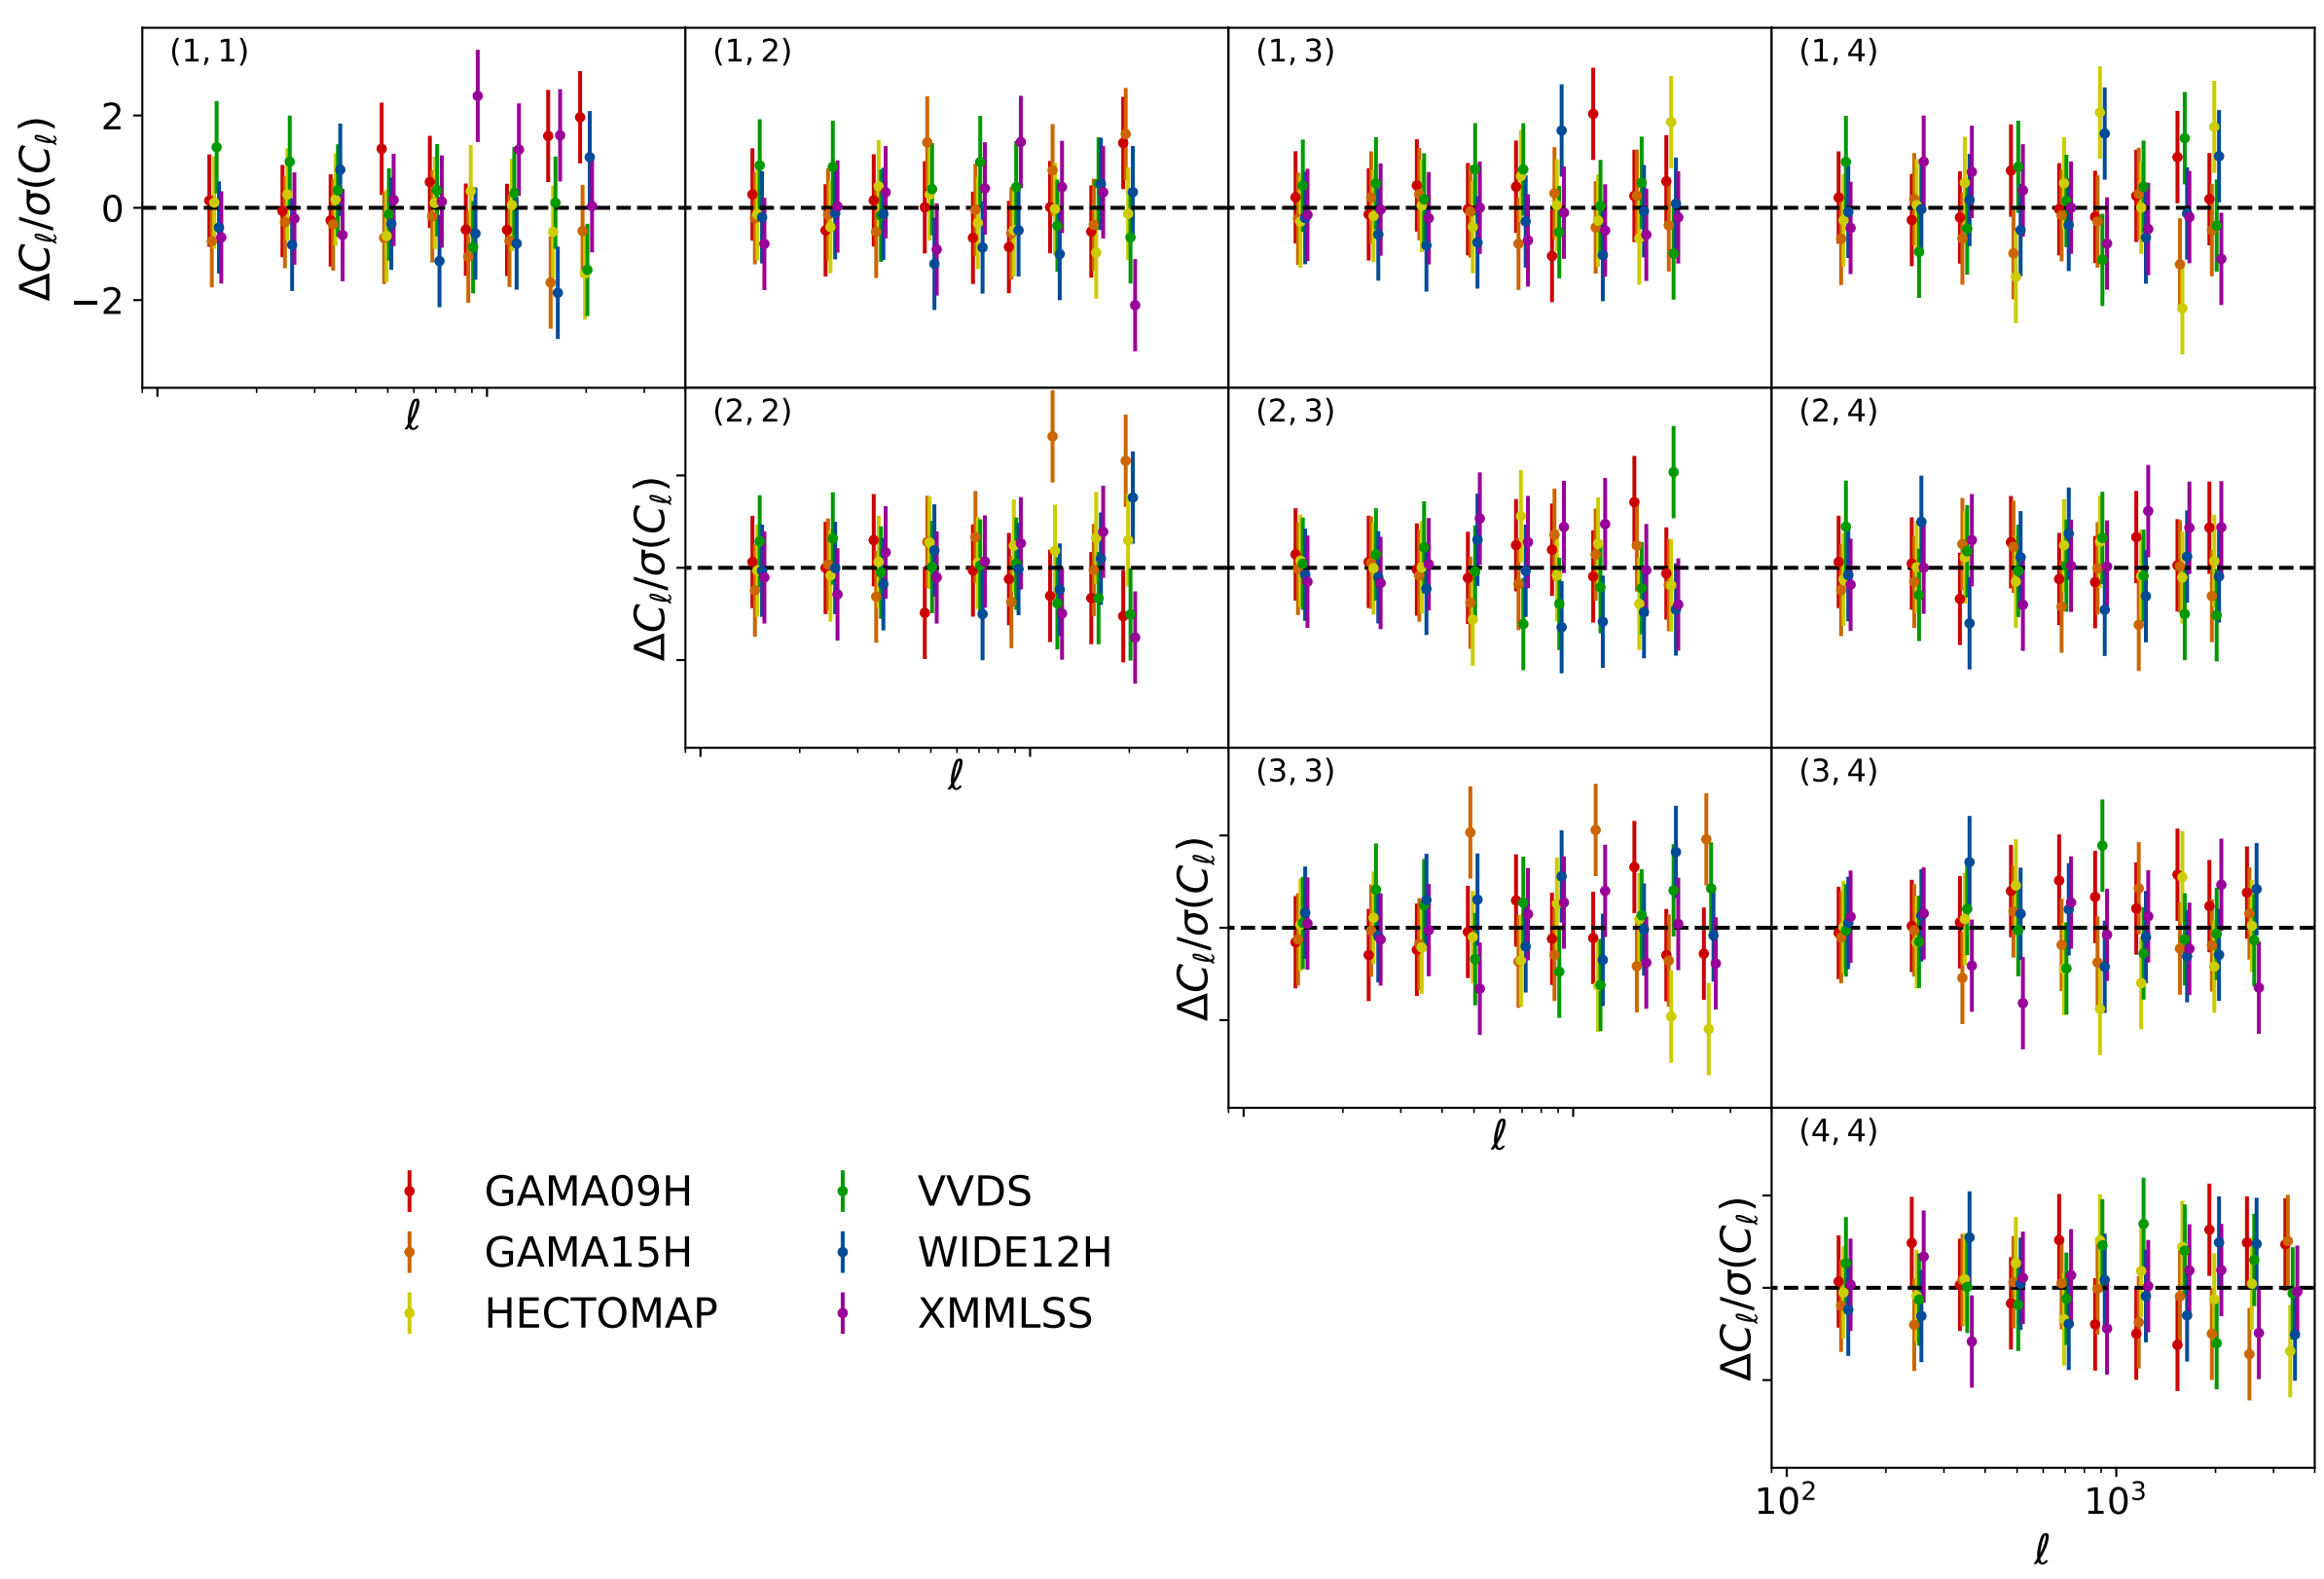 (1, 1)
(1, 2)
(1, 3)
(1, 4)
ΔCℓ/σ(Cℓ)
2
0
−2
ℓ
(2, 2)
(2, 3)
(2, 4)
ΔCℓ/σ(Cℓ)
ℓ
(3, 3)
(3, 4)
ΔCℓ/σ(Cℓ)
ℓ
(4, 4)
ΔCℓ/σ(Cℓ)
10²
10³
ℓ
GAMA09H
GAMA15H
HECTOMAP
VVDS
WIDE12H
XMMLSS